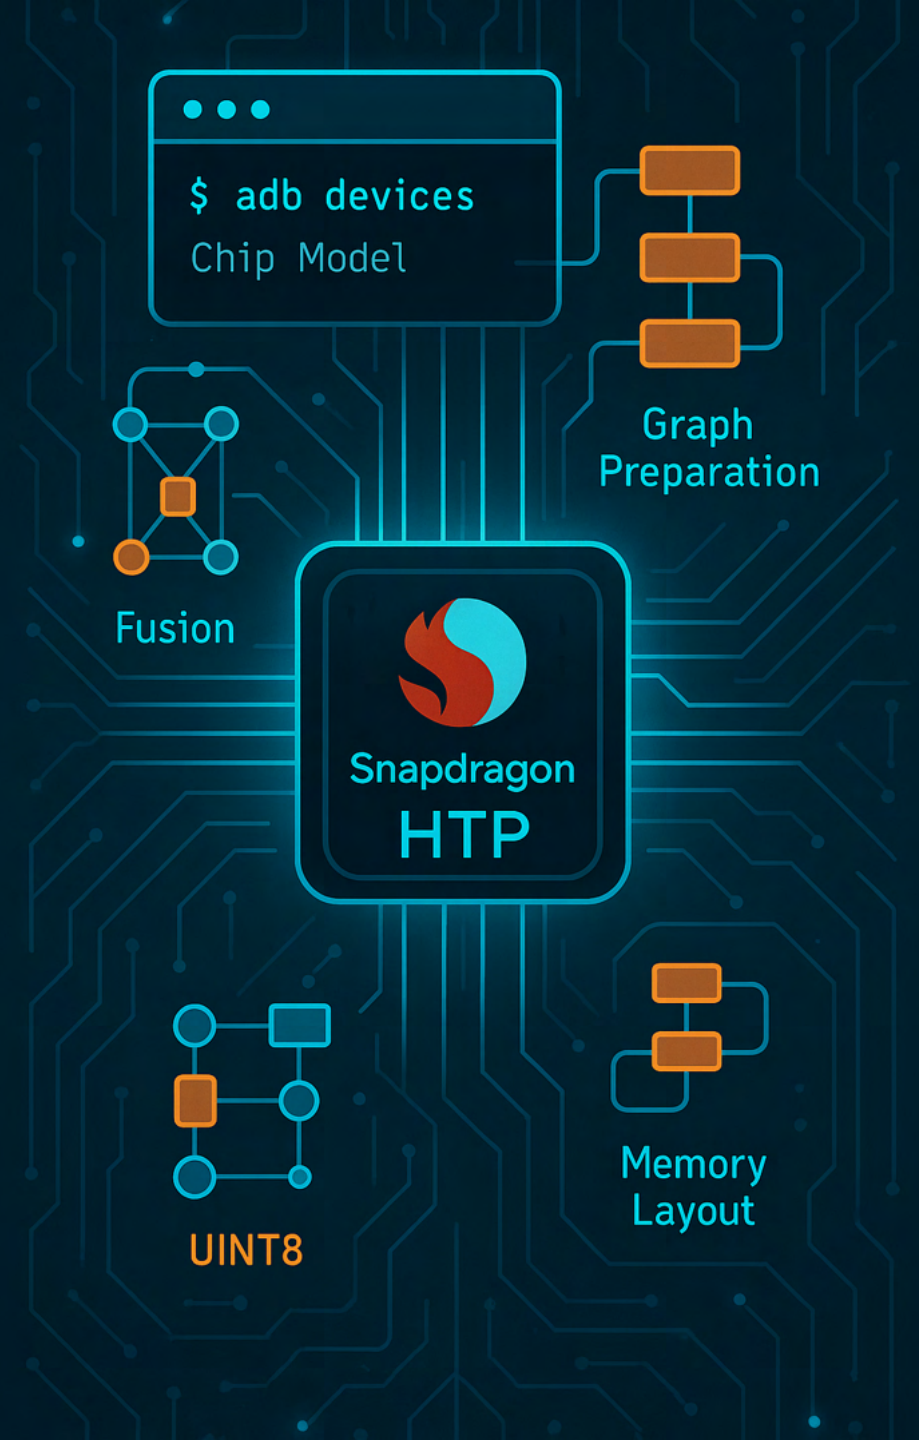 $ adb devices
Chip Model
Graph
Preparation
Fusion
Snapdragon
HTP
Memory
Layout
UINT8